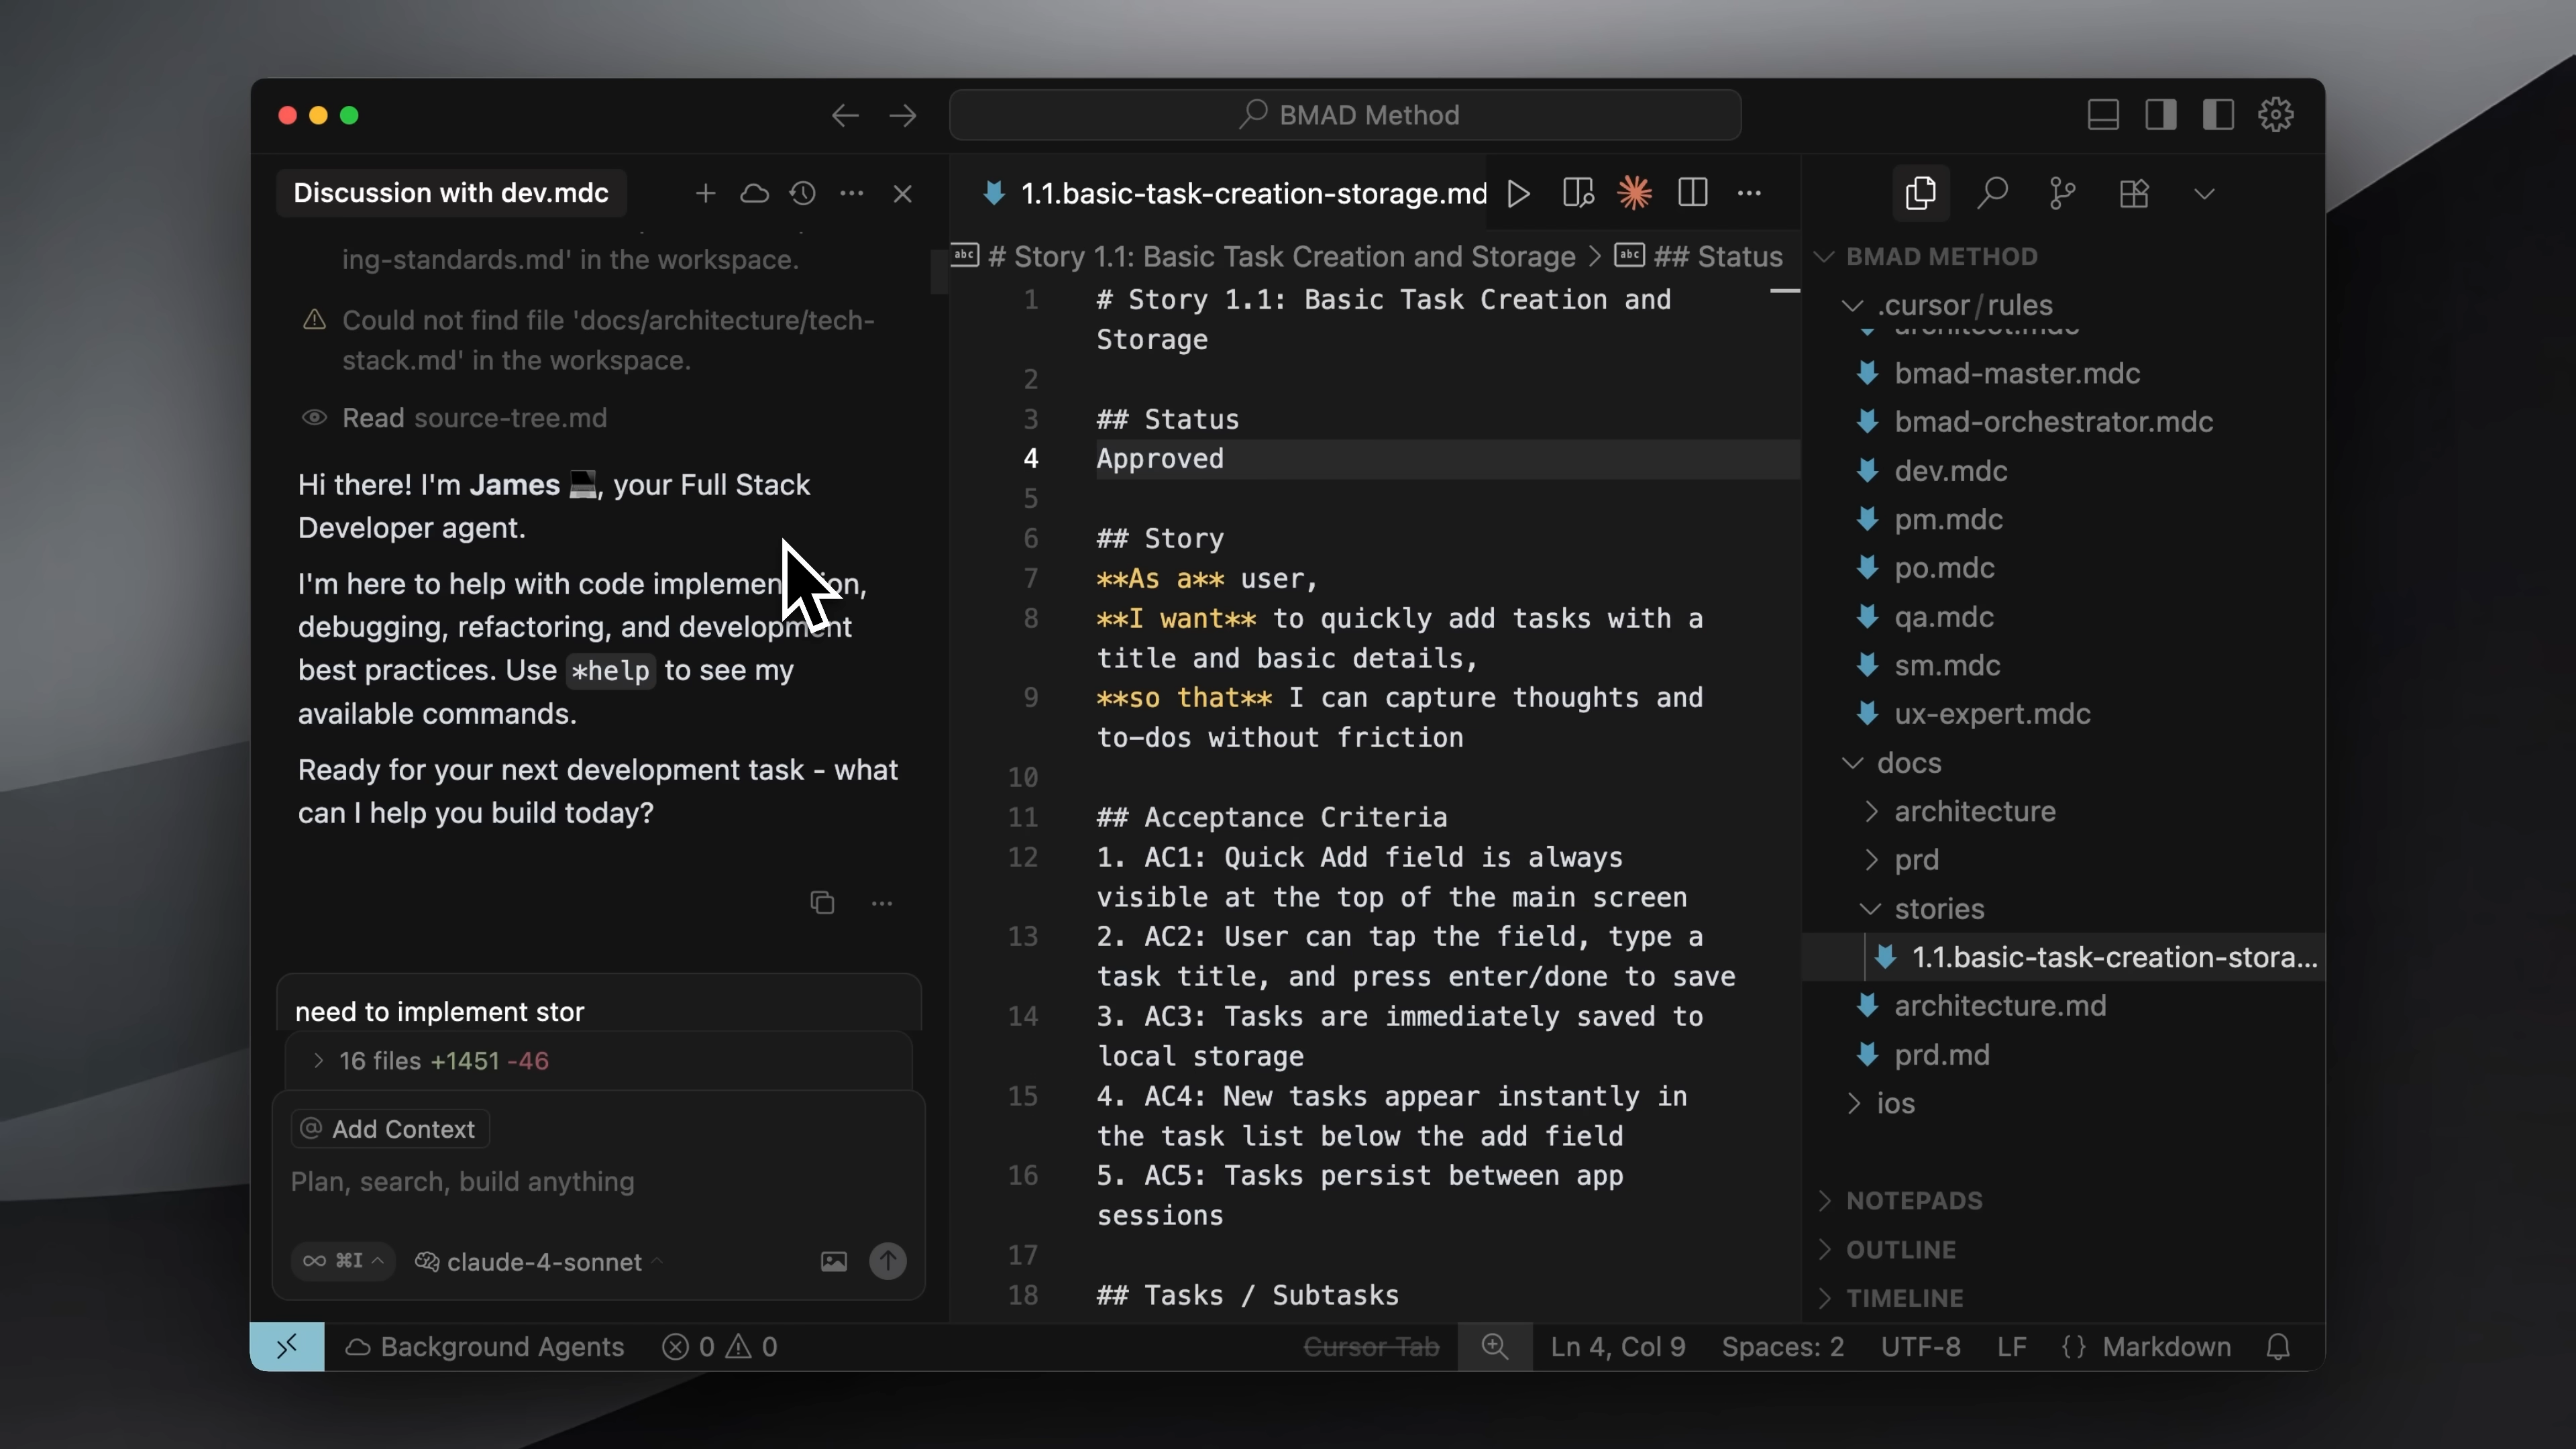 BMAD Method
Discussion with dev.mdc
ing-standards.md' in the workspace.
Could not find file 'docs/architecture/tech-
stack.md' in the workspace.
Read source-tree.md
Hi there! I'm James 💻, your Full Stack
Developer agent.
I'm here to help with code implemen on,
debugging, refactoring, and development
best practices. Use *help to see my
available commands.
Ready for your next development task - what
can I help you build today?
need to implement stor
16 files +1451 -46
@ Add Context
Plan, search, build anything
∞ ⌘I
claude-4-sonnet
1.1.basic-task-creation-storage.md
# Story 1.1: Basic Task Creation and Storage > ## Status
1 # Story 1.1: Basic Task Creation and
Storage
2
3 ## Status
4 Approved
5
6 ## Story
7 **As a** user,
8 **I want** to quickly add tasks with a
title and basic details,
9 **so that** I can capture thoughts and
to-dos without friction
10
11 ## Acceptance Criteria
12 1. AC1: Quick Add field is always
visible at the top of the main screen
13 2. AC2: User can tap the field, type a
task title, and press enter/done to save
14 3. AC3: Tasks are immediately saved to
local storage
15 4. AC4: New tasks appear instantly in
the task list below the add field
16 5. AC5: Tasks persist between app
sessions
17
18 ## Tasks / Subtasks
BMAD METHOD
.cursor/rules
architect.mdc
bmad-master.mdc
bmad-orchestrator.mdc
dev.mdc
pm.mdc
po.mdc
qa.mdc
sm.mdc
ux-expert.mdc
docs
architecture
prd
stories
1.1.basic-task-creation-stora...
architecture.md
prd.md
ios
NOTEPADS
OUTLINE
TIMELINE
Background Agents
0
0
Cursor Tab
Ln 4, Col 9
Spaces: 2
UTF-8
LF
{} Markdown